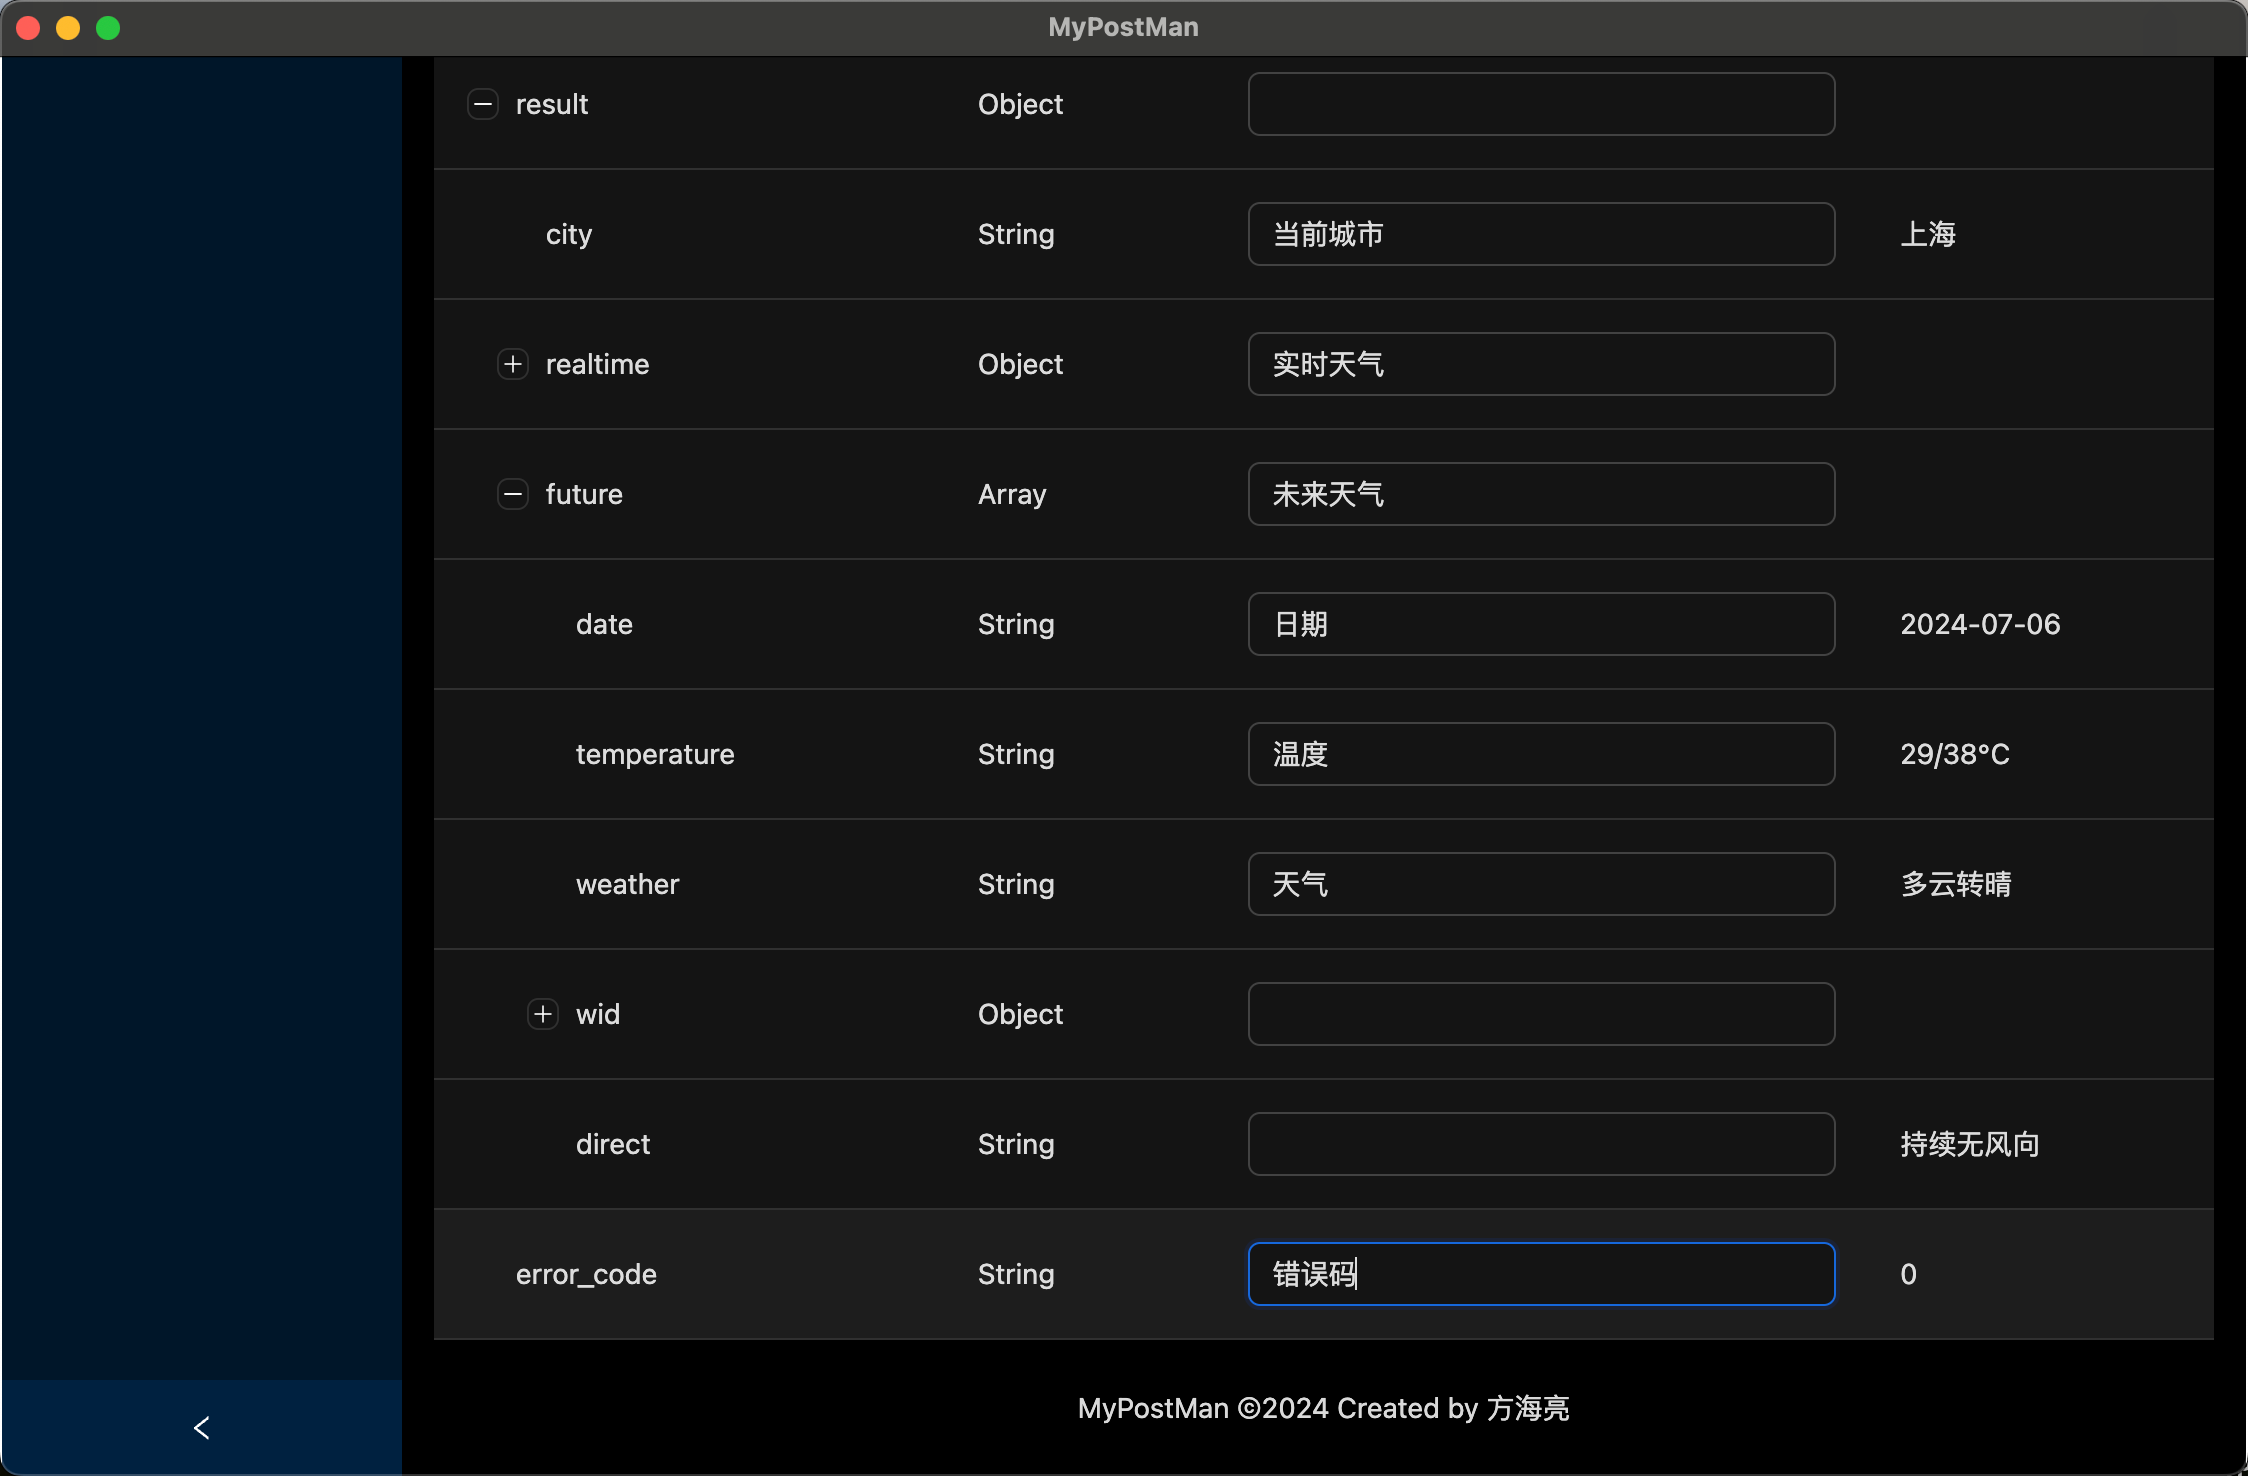 MyPostMan
result Object
city String 当前城市 上海
realtime Object 实时天气
future Array 未来天气
date String 日期 2024-07-06
temperature String 温度 29/38°C
weather String 天气 多云转晴
wid Object
direct String 持续无风向
error_code String 错误码 0
MyPostMan ©2024 Created by 方海亮